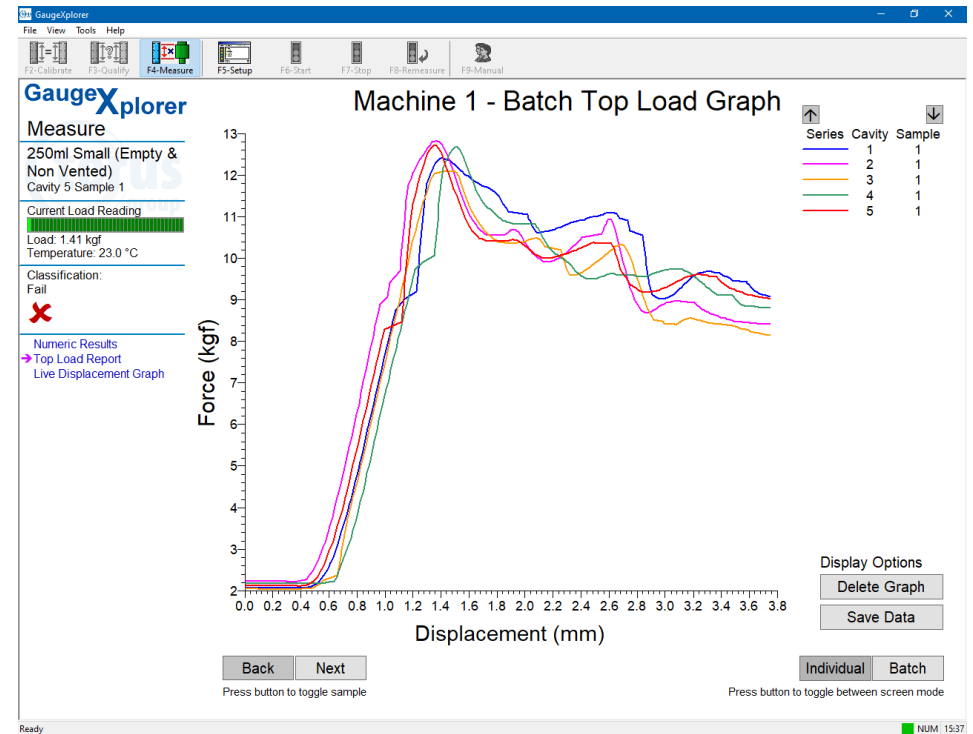 GaugeXplorer
File View Tools Help
F2-Calibrate F3-Qualify F4-Measure F5-Setup F6-Start F7-Stop F8-Remeasure F9-Manual
GaugeXplorer
Measure
250ml Small (Empty &
Non Vented)
Cavity 5 Sample 1
Current Load Reading
Load: 1.41 kgf
Temperature: 23.0 °C
Classification:
Fail
Numeric Results
Top Load Report
Live Displacement Graph
Machine 1 - Batch Top Load Graph
Series Cavity Sample
1 1
2 1
3 1
4 1
5 1
Force (kgf)
13
12
11
10
9
8
7
6
5
4
3
2
0.0 0.2 0.4 0.6 0.8 1.0 1.2 1.4 1.6 1.8 2.0 2.2 2.4 2.6 2.8 3.0 3.2 3.4 3.6 3.8
Displacement (mm)
Display Options
Delete Graph
Save Data
Back Next
Press button to toggle sample
Individual Batch
Press button to toggle between screen mode
Ready
NUM 15:37